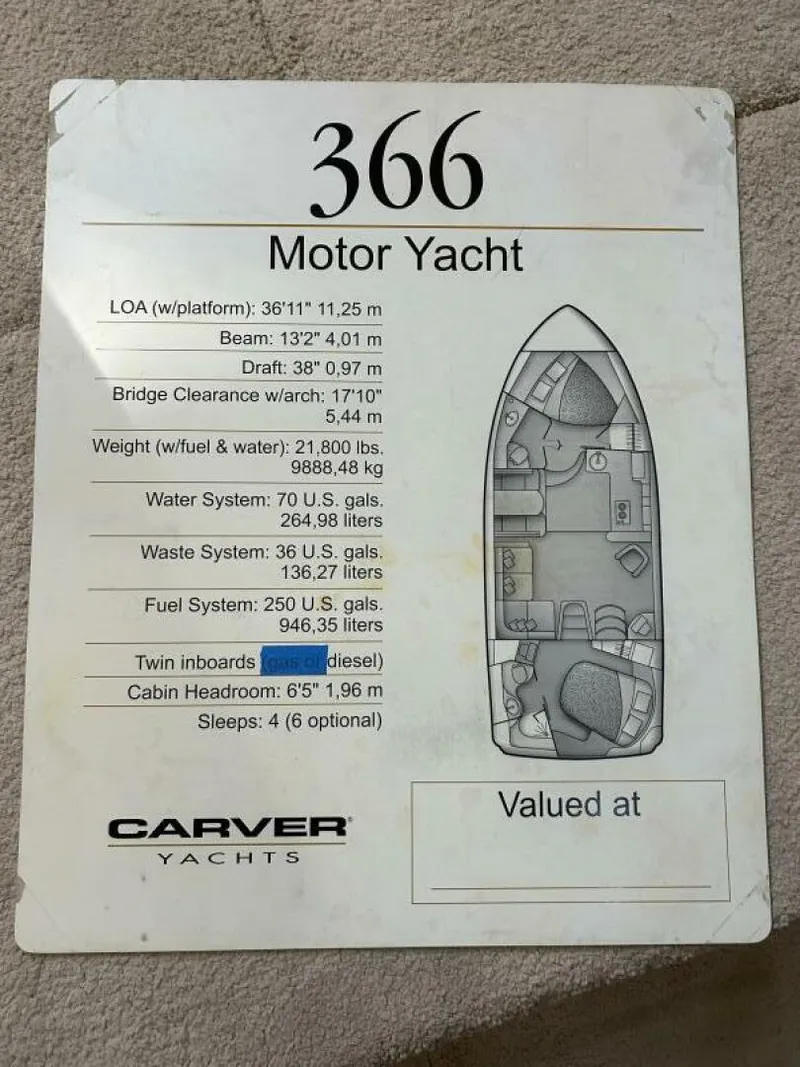 366
Motor Yacht
LOA (w/platform): 36'11" 11,25 m
Beam: 13'2" 4,01 m
Draft: 38" 0,97 m
Bridge Clearance w/arch: 17'10"
5,44 m
Weight (w/fuel & water): 21,800 lbs.
9888,48 kg
Water System: 70 U.S. gals.
264,98 liters
Waste System: 36 U.S. gals.
136,27 liters
Fuel System: 250 U.S. gals.
946,35 liters
Twin inboards (gas or diesel)
Cabin Headroom: 6'5" 1,96 m
Sleeps: 4 (6 optional)
CARVER®
YACHTS
Valued at